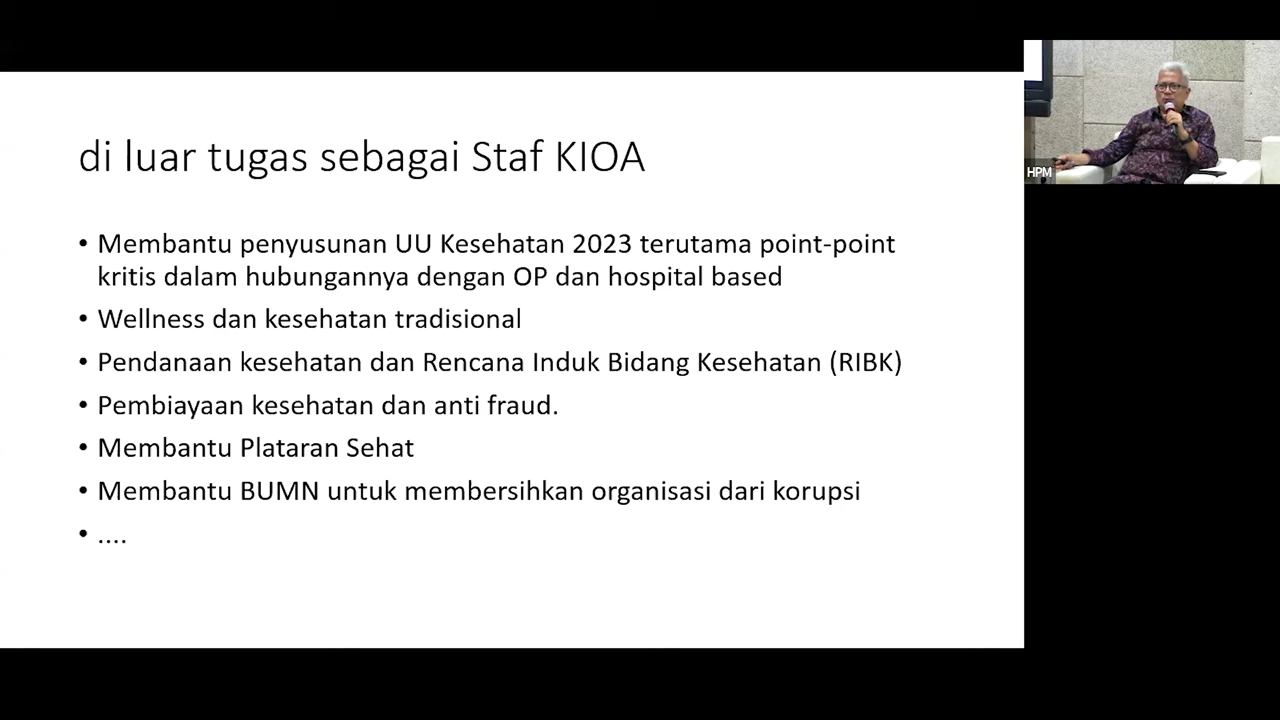 di luar tugas sebagai Staf KIOA
• Membantu penyusunan UU Kesehatan 2023 terutama point-point
kritis dalam hubungannya dengan OP dan hospital based
• Wellness dan kesehatan tradisional
• Pendanaan kesehatan dan Rencana Induk Bidang Kesehatan (RIBK)
• Pembiayaan kesehatan dan anti fraud.
• Membantu Plataran Sehat
• Membantu BUMN untuk membersihkan organisasi dari korupsi
• ....
HPM